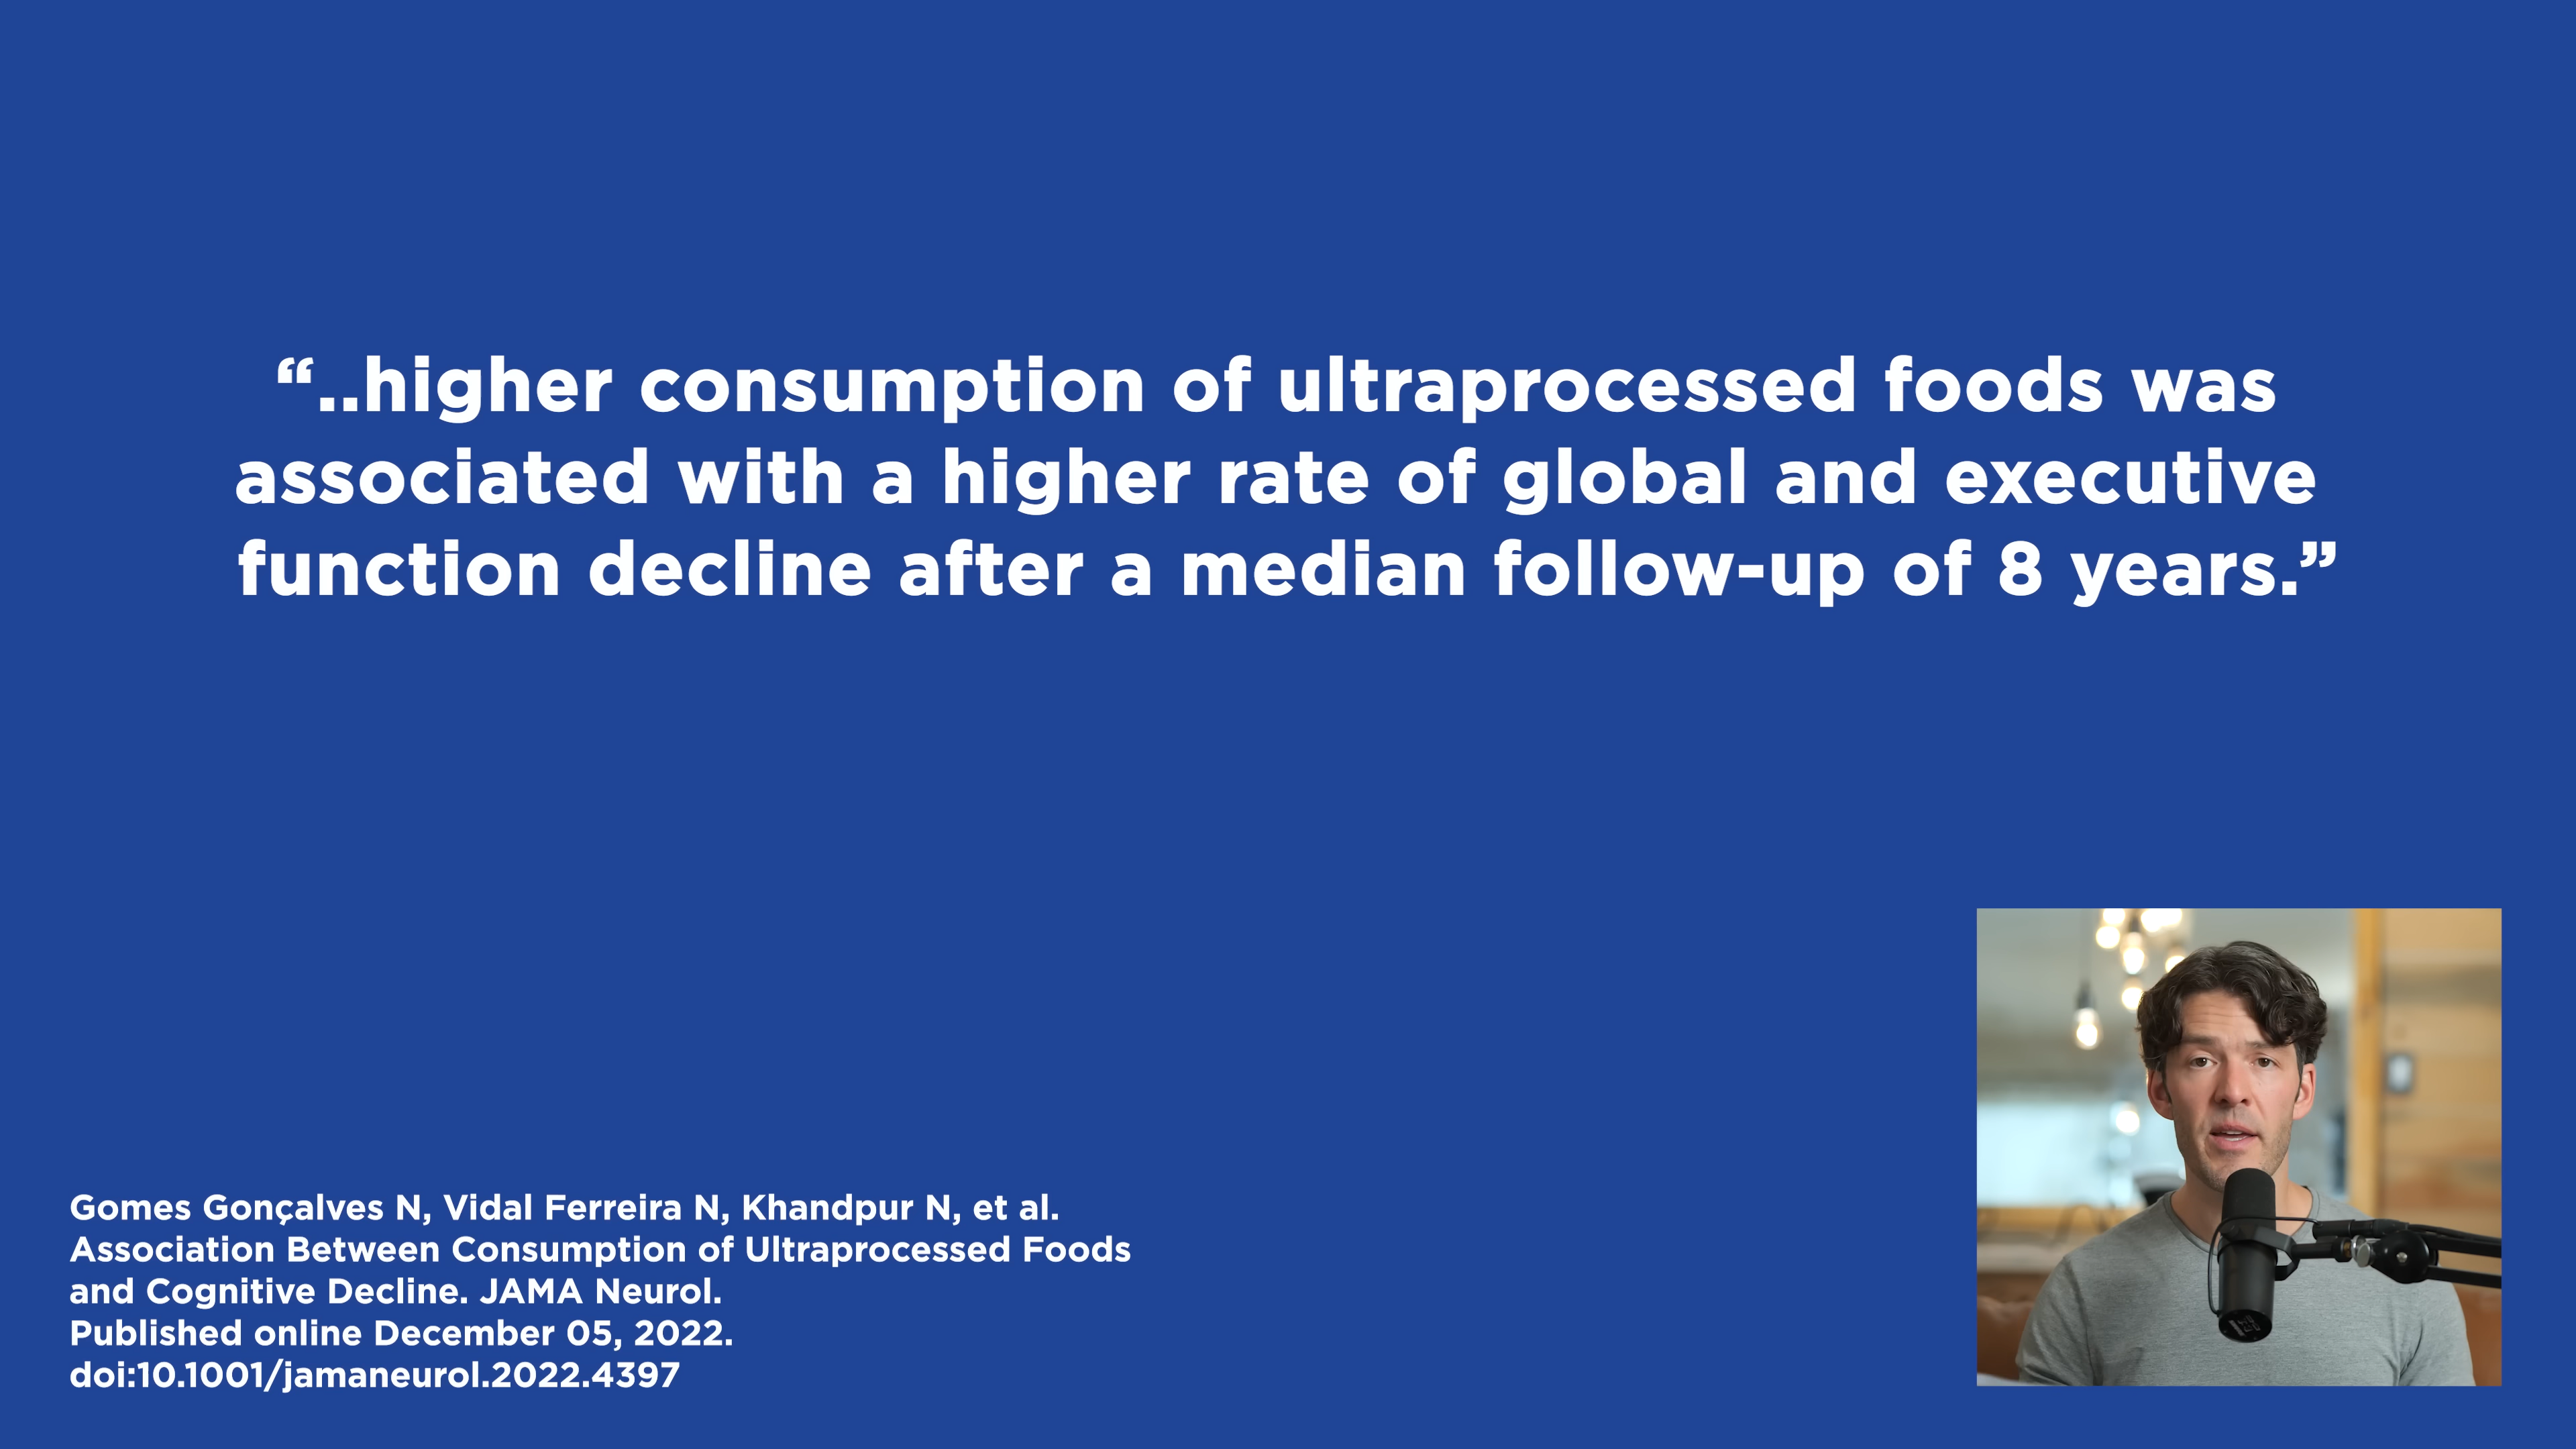 “..higher consumption of ultraprocessed foods was
associated with a higher rate of global and executive
function decline after a median follow-up of 8 years.”
Gomes Gonçalves N, Vidal Ferreira N, Khandpur N, et al.
Association Between Consumption of Ultraprocessed Foods
and Cognitive Decline. JAMA Neurol.
Published online December 05, 2022.
doi:10.1001/jamaneurol.2022.4397